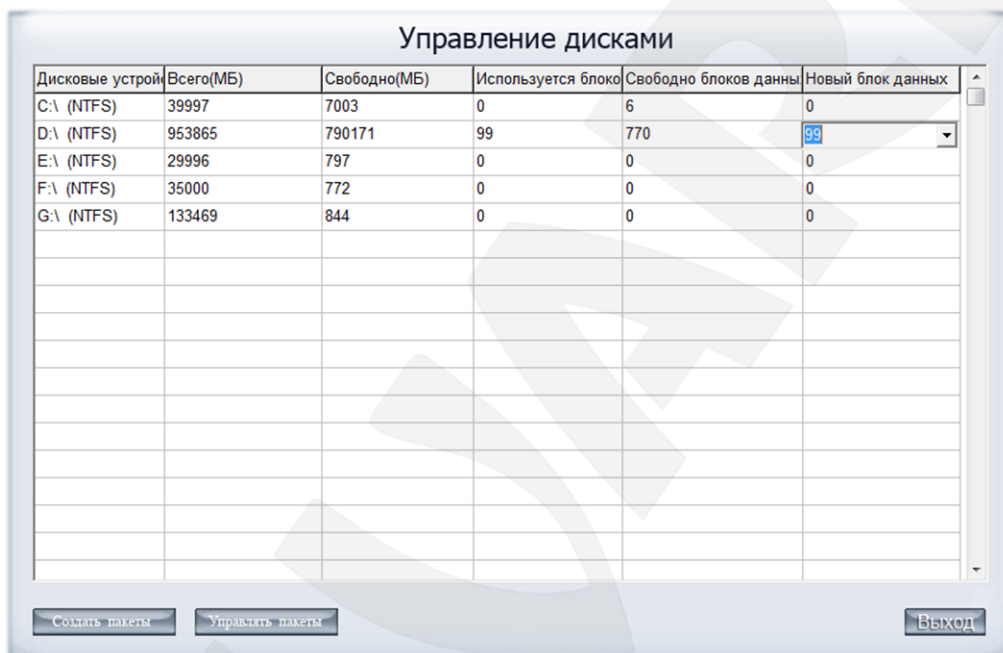 Управление дисками
Дисковые устрой Всего(МБ) Свободно(МБ) Используется блоко Свободно блоков данны Новый блок данных
C:\ (NTFS) 39997 7003 0 6 0
D:\ (NTFS) 953865 790171 99 770 99
E:\ (NTFS) 29996 797 0 0 0
F:\ (NTFS) 35000 772 0 0 0
G:\ (NTFS) 133469 844 0 0 0
Создать пакеты Управлять пакеты Выход